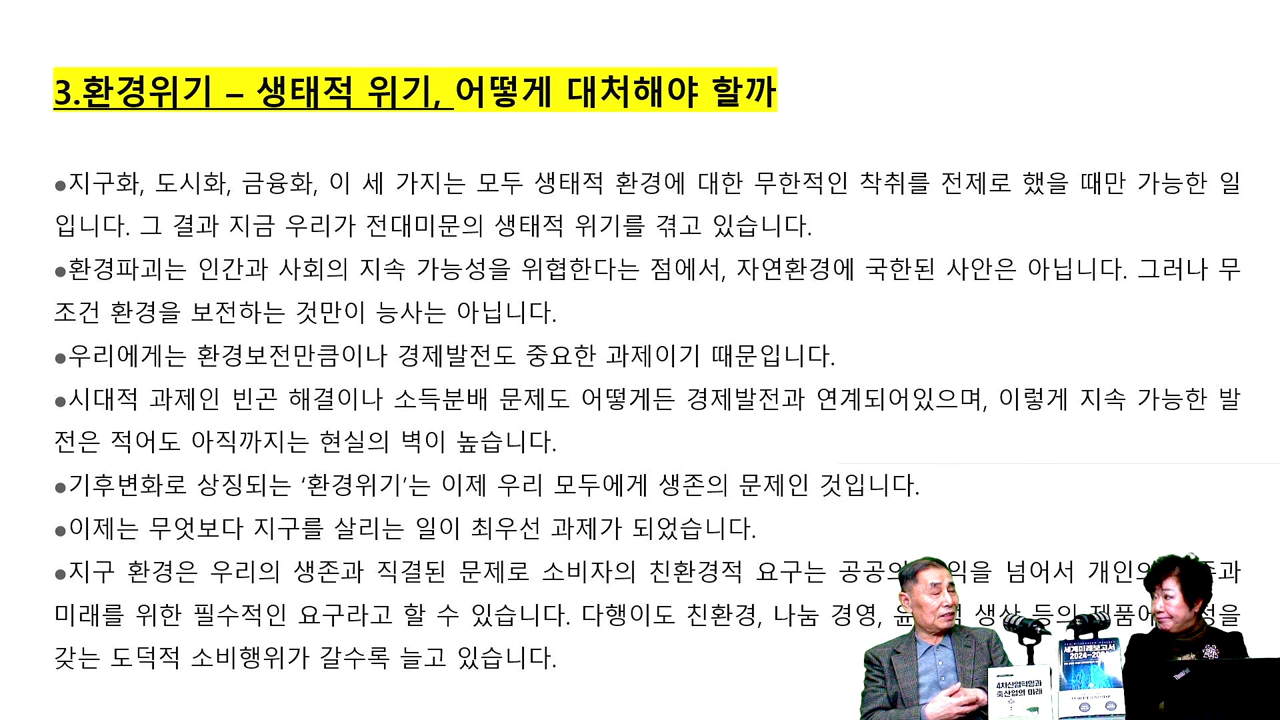 3.환경위기 – 생태적 위기, 어떻게 대처해야 할까
●지구화, 도시화, 금융화, 이 세 가지는 모두 생태적 환경에 대한 무한적인 착취를 전제로 했을 때만 가능한 일
입니다. 그 결과 지금 우리가 전대미문의 생태적 위기를 겪고 있습니다.
●환경파괴는 인간과 사회의 지속 가능성을 위협한다는 점에서, 자연환경에 국한된 사안은 아닙니다. 그러나 무
조건 환경을 보전하는 것만이 능사는 아닙니다.
●우리에게는 환경보전만큼이나 경제발전도 중요한 과제이기 때문입니다.
●시대적 과제인 빈곤 해결이나 소득분배 문제도 어떻게든 경제발전과 연계되어있으며, 이렇게 지속 가능한 발
전은 적어도 아직까지는 현실의 벽이 높습니다.
●기후변화로 상징되는 ‘환경위기’는 이제 우리 모두에게 생존의 문제인 것입니다.
●이제는 무엇보다 지구를 살리는 일이 최우선 과제가 되었습니다.
●지구 환경은 우리의 생존과 직결된 문제로 소비자의 친환경적 요구는 넘어서
미래를 위한 필수적인 요구라고 할 수 있습니다. 다행이도 친환경, 나눔 경영, 생산 등의
갖는 도덕적 소비행위가 갈수록 늘고 있습니다.
세계미래보고서
4차산업혁명과
축산업의 미래
ThinkPad